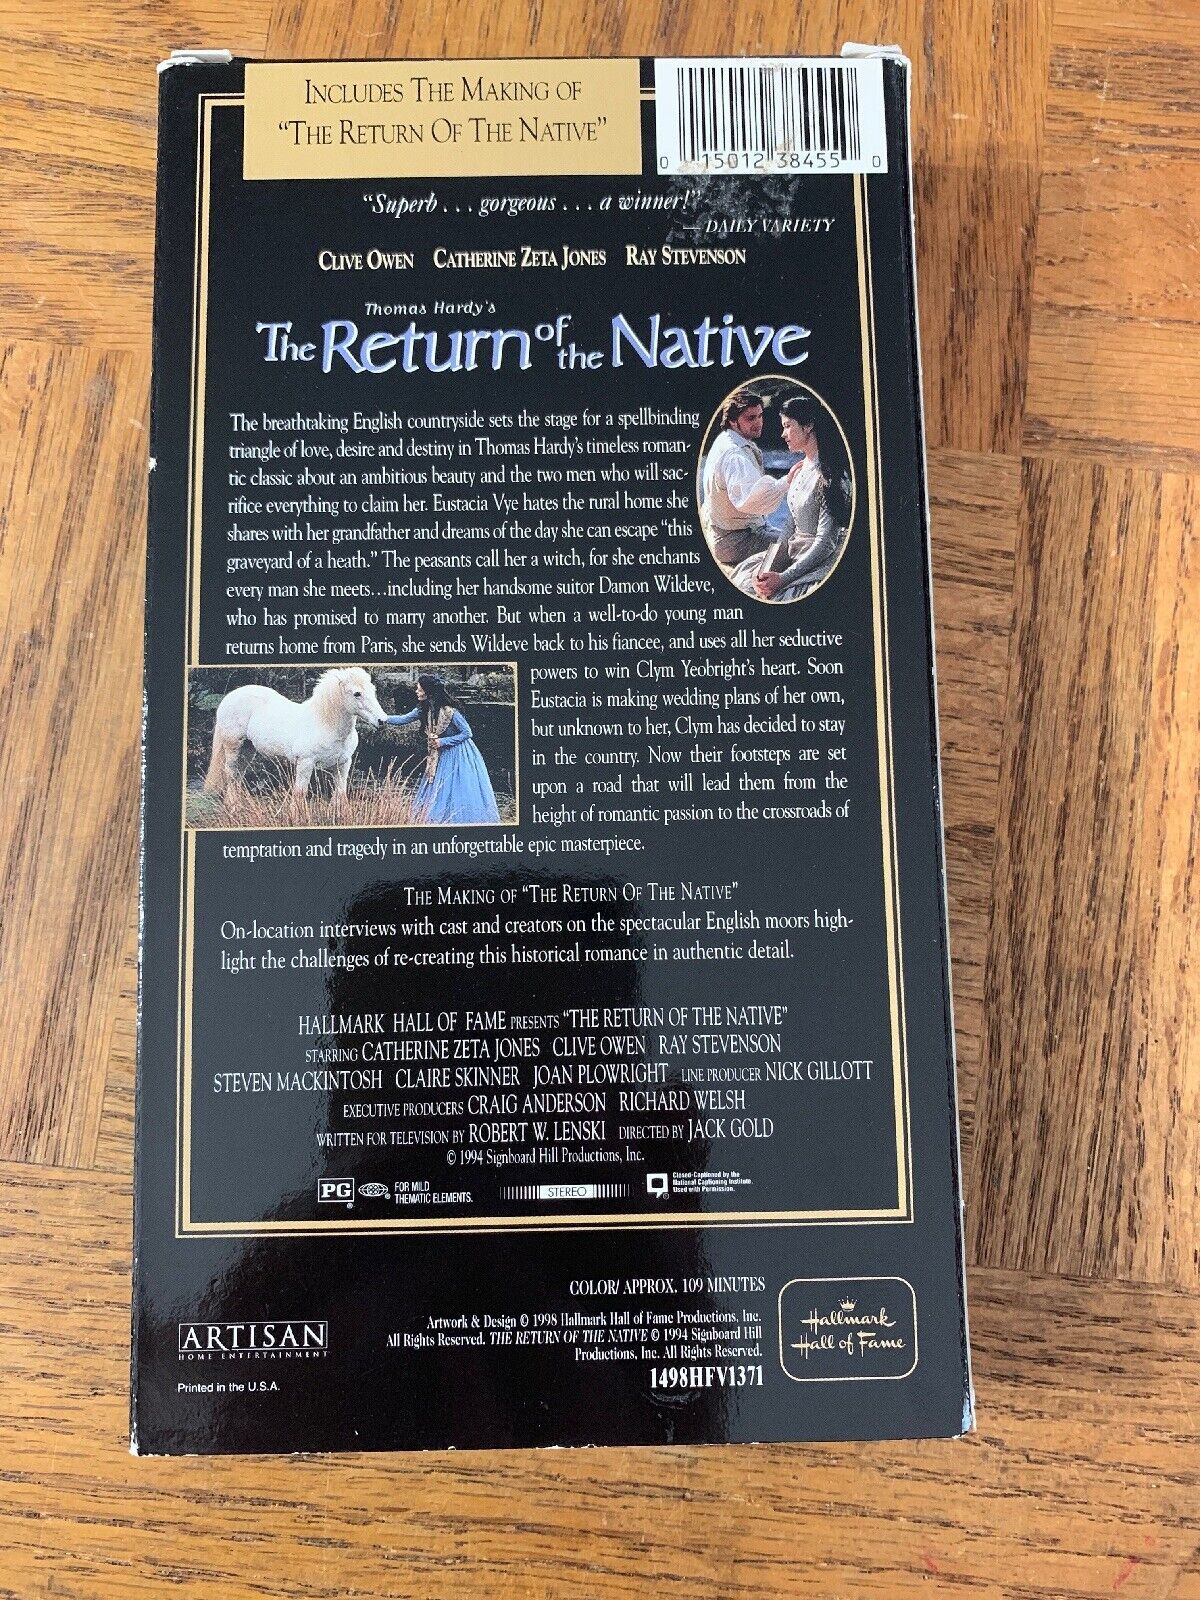 INCLUDES THE MAKING OF
"THE RETURN OF THE NATIVE"
0 15012 38455 0
"Superb . . . gorgeous . . . a winner!"
— DAILY VARIETY
CLIVE OWEN CATHERINE ZETA JONES RAY STEVENSON
Thomas Hardy's
The Return of the Native
The breathtaking English countryside sets the stage for a spellbinding
triangle of love, desire and destiny in Thomas Hardy's timeless roman-
tic classic about an ambitious beauty and the two men who will sac-
rifice everything to claim her. Eustacia Vye hates the rural home she
shares with her grandfather and dreams of the day she can escape "this
graveyard of a heath." The peasants call her a witch, for she enchants
every man she meets...including her handsome suitor Damon Wildeve,
who has promised to marry another. But when a well-to-do young man
returns home from Paris, she sends Wildeve back to his fiancee, and uses all her seductive
powers to win Clym Yeobright's heart. Soon
Eustacia is making wedding plans of her own,
but unknown to her, Clym has decided to stay
in the country. Now their footsteps are set
upon a road that will lead them from the
height of romantic passion to the crossroads of
temptation and tragedy in an unforgettable epic masterpiece.
THE MAKING OF "THE RETURN OF THE NATIVE"
On-location interviews with cast and creators on the spectacular English moors high-
light the challenges of re-creating this historical romance in authentic detail.
HALLMARK HALL OF FAME PRESENTS "THE RETURN OF THE NATIVE"
STARRING CATHERINE ZETA JONES CLIVE OWEN RAY STEVENSON
STEVEN MACKINTOSH CLAIRE SKINNER JOAN PLOWRIGHT LINE PRODUCER NICK GILLOTT
EXECUTIVE PRODUCERS CRAIG ANDERSON RICHARD WELSH
WRITTEN FOR TELEVISION BY ROBERT W. LENSKI DIRECTED BY JACK GOLD
© 1994 Signboard Hill Productions, Inc.
PG ® ® FOR MILD
THEMATIC ELEMENTS.
STEREO
Closed-Captioned by the
National Captioning Institute.
Used with Permission.
COLOR/ APPROX. 109 MINUTES
Artwork & Design © 1998 Hallmark Hall of Fame Productions, Inc.
All Rights Reserved. THE RETURN OF THE NATIVE © 1994 Signboard Hill
Productions, Inc. All Rights Reserved.
1498HFV1371
ARTISAN
HOME ENTERTAINMENT
Printed in the U.S.A.
Hallmark
Hall of Fame